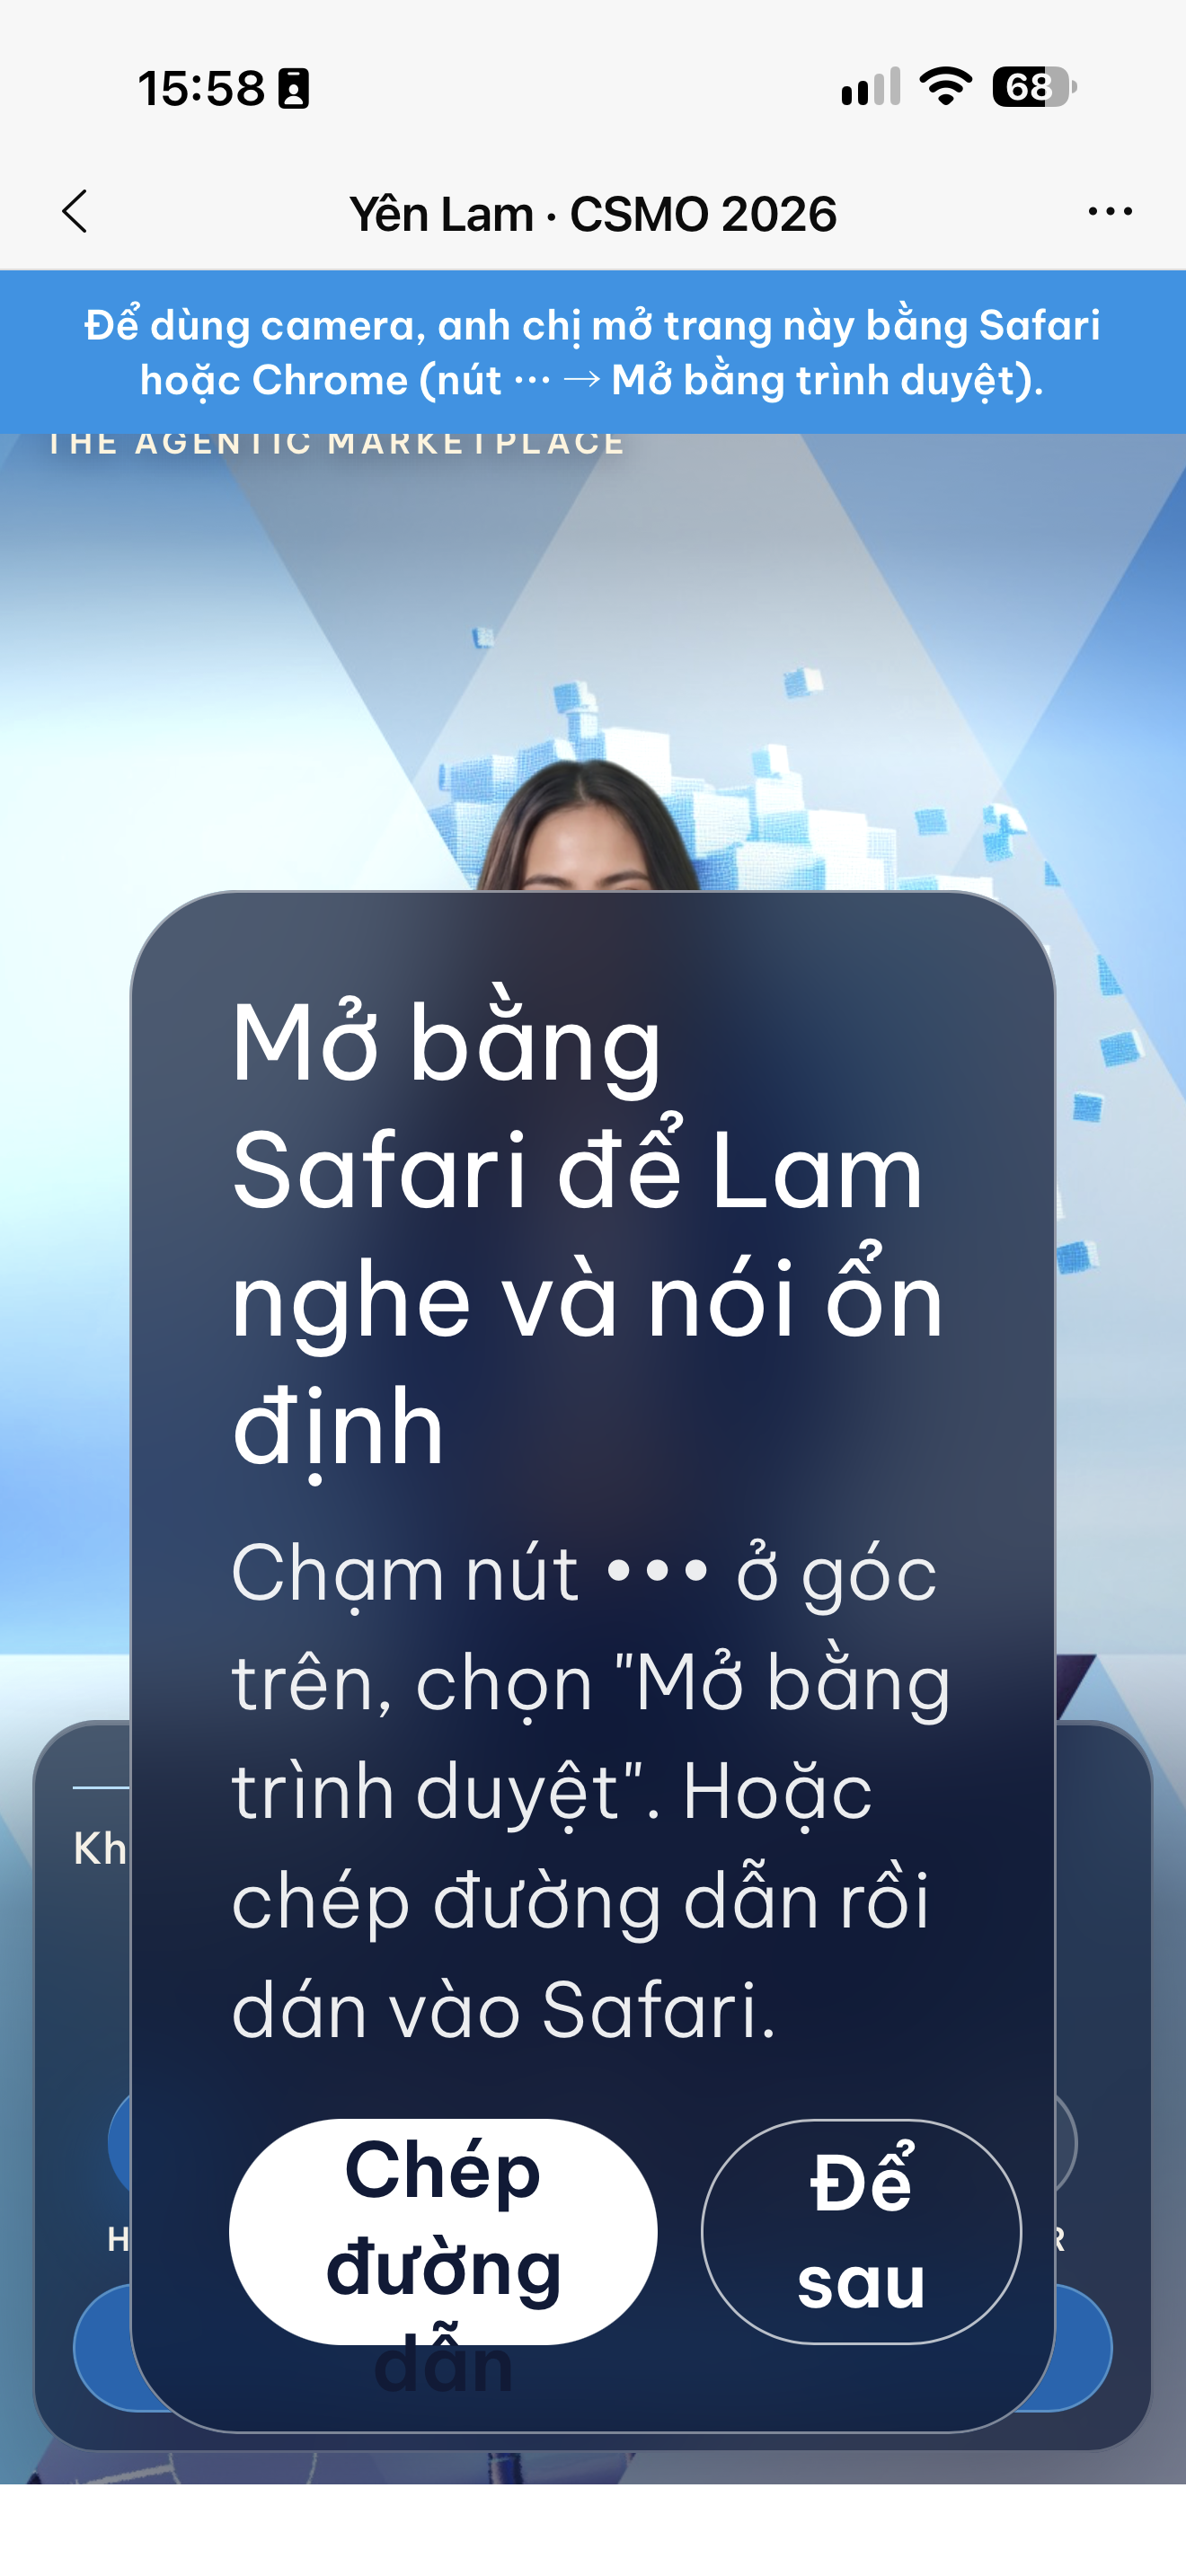 15:58
68
Yên Lam · CSMO 2026
Để dùng camera, anh chị mở trang này bằng Safari
hoặc Chrome (nút ··· → Mở bằng trình duyệt).
THE AGENTIC MARKETPLACE
Mở bằng
Safari để Lam
nghe và nói ổn
định
Chạm nút ••• ở góc
trên, chọn "Mở bằng
trình duyệt". Hoặc
chép đường dẫn rồi
dán vào Safari.
Kh
Chép
đường
dẫn
Để
sau
H
R